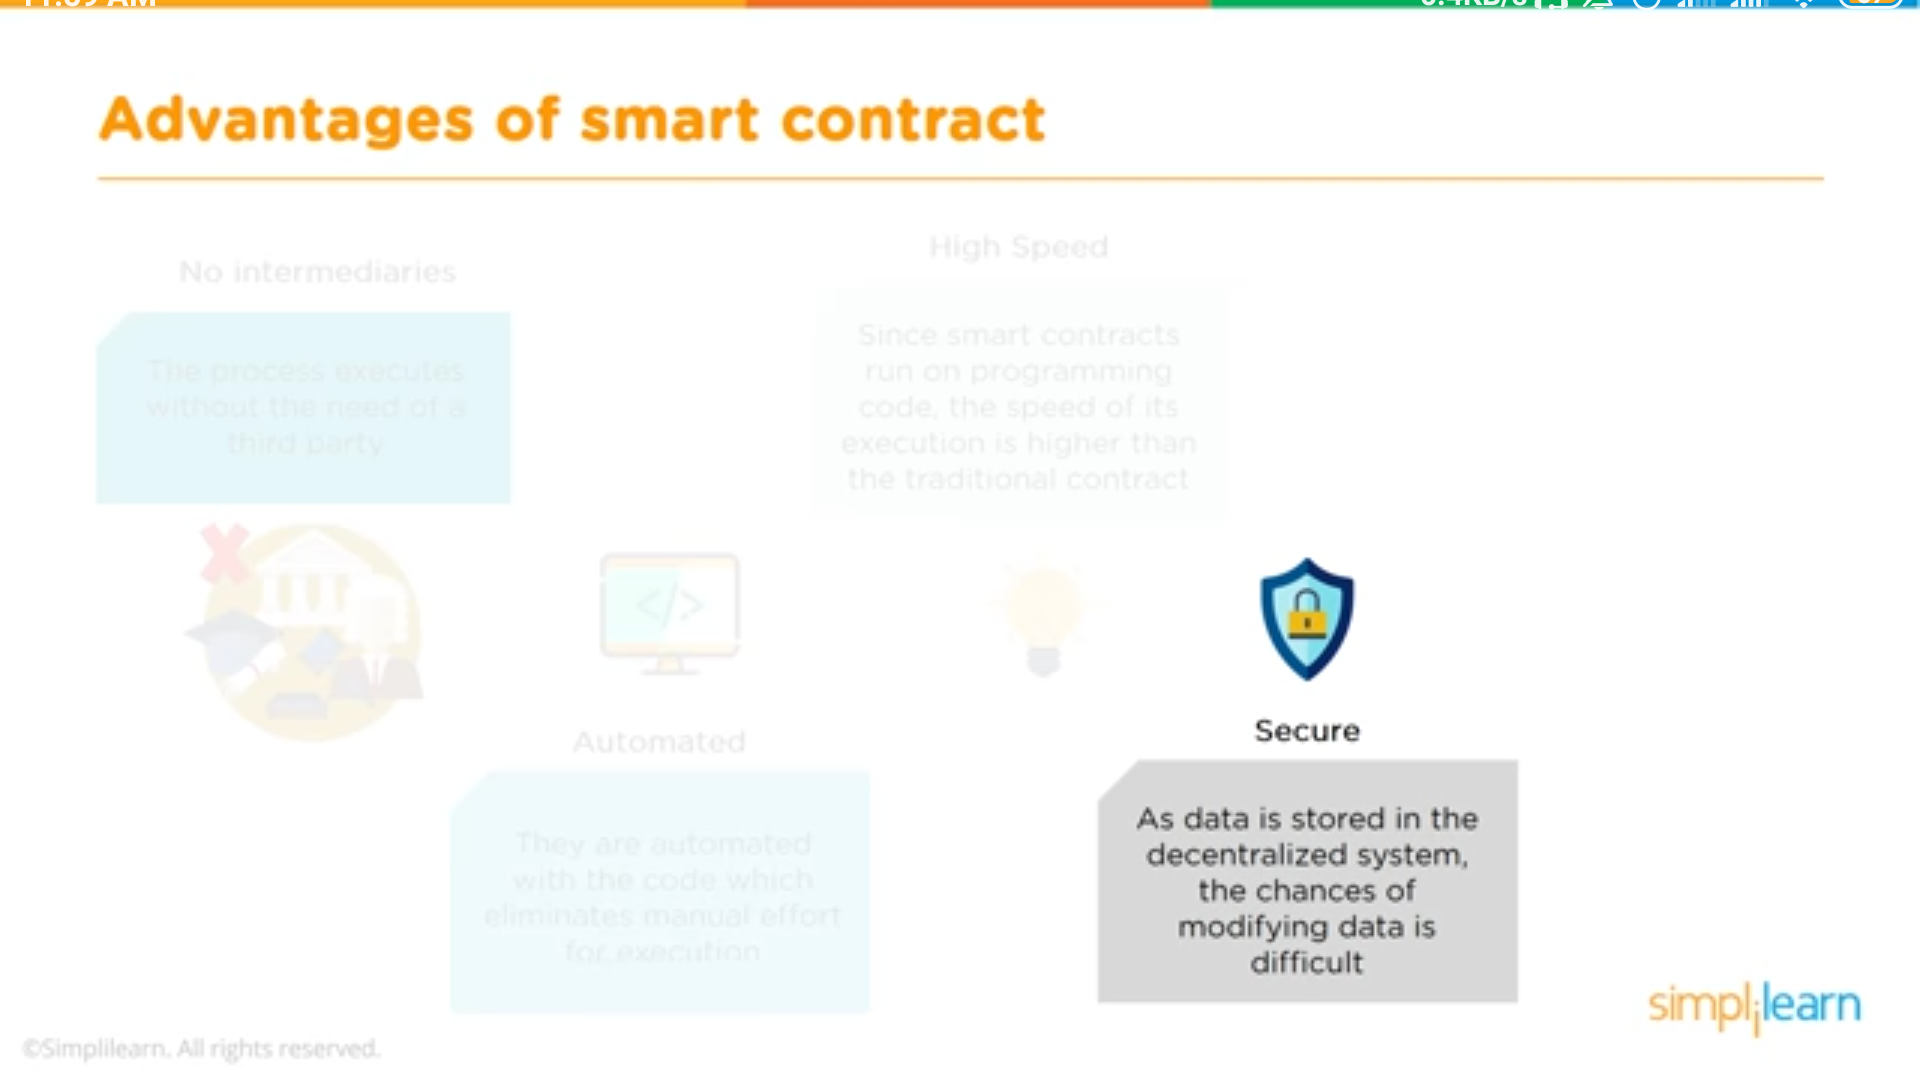 Advantages of smart contract
No intermediaries
The process executes
without the need of a
third party
High Speed
Since smart contracts
run on programming
code, the speed of its
execution is higher than
the traditional contract
</>
Automated
They are automated
with the code which
eliminates manual effort
for execution
Secure
As data is stored in the
decentralized system,
the chances of
modifying data is
difficult
simplilearn
©Simplilearn. All rights reserved.